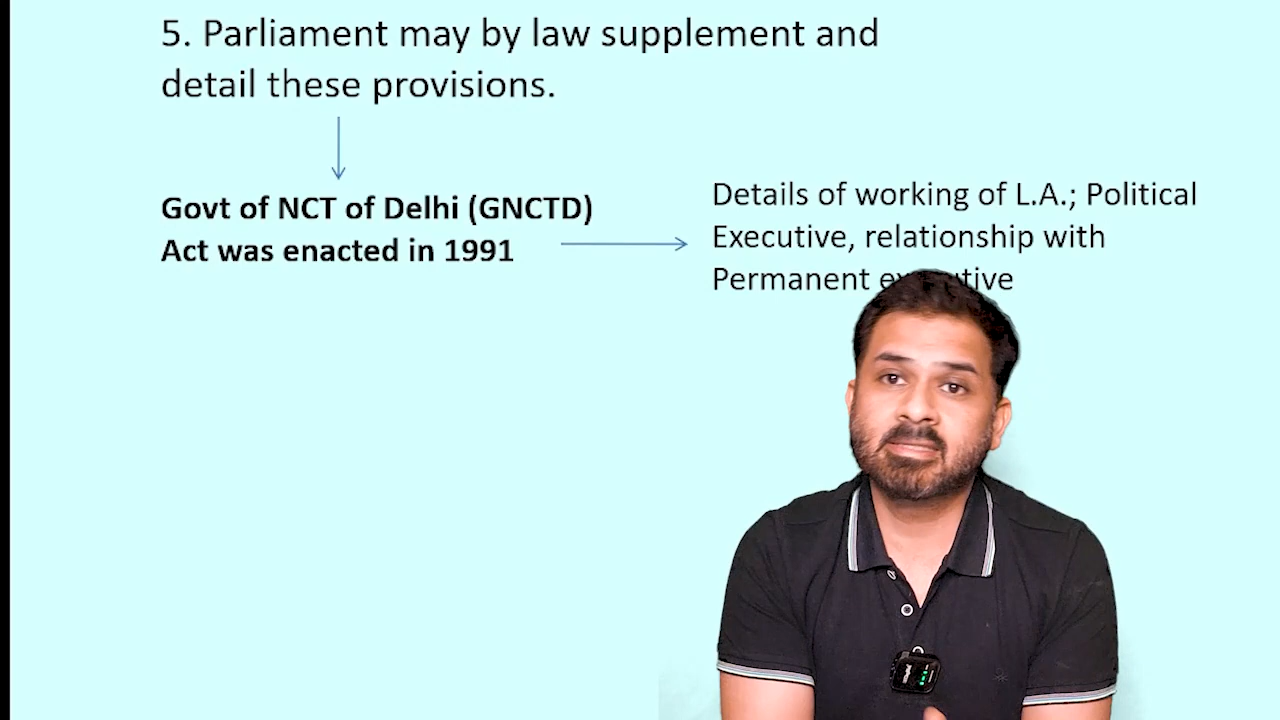 5. Parliament may by law supplement and
detail these provisions.
Govt of NCT of Delhi (GNCTD)
Act was enacted in 1991
Details of working of L.A.; Political
Executive, relationship with
Permanent